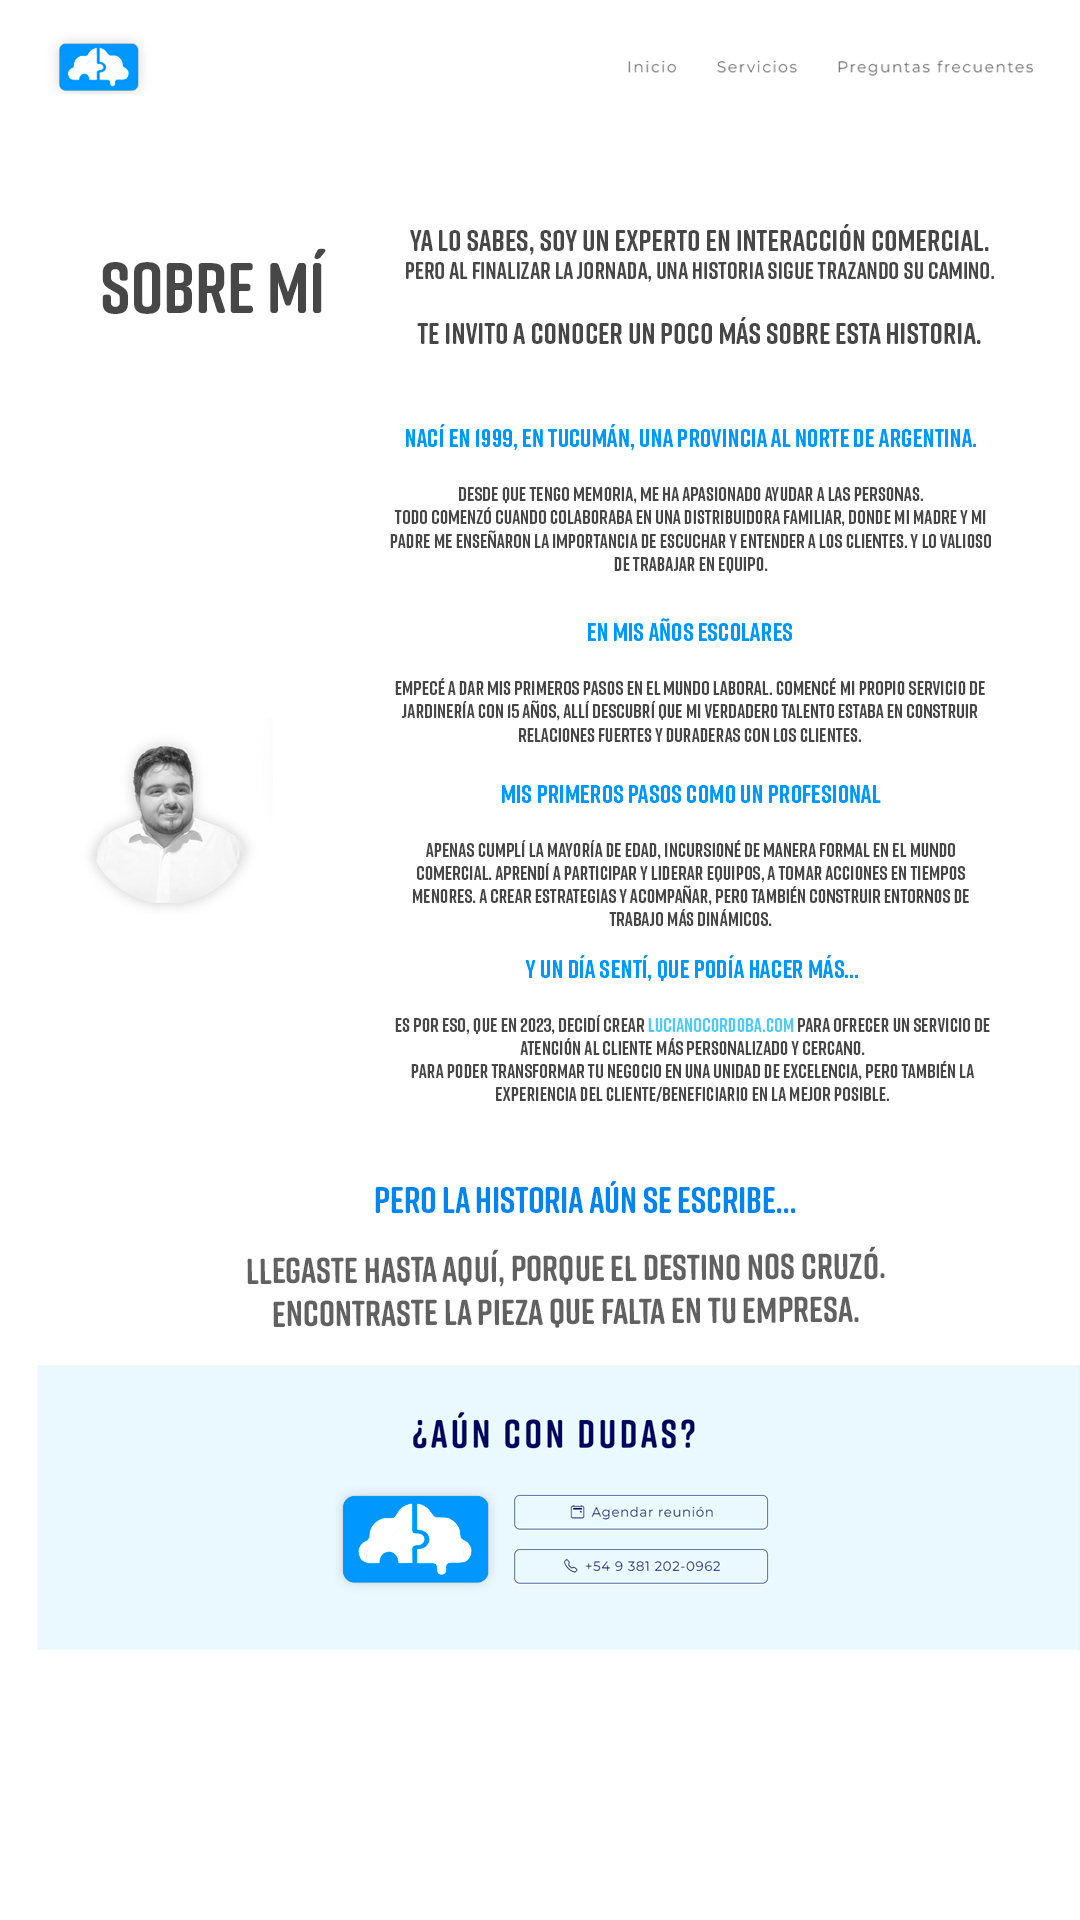 Inicio Servicios Preguntas frecuentes
SOBRE MÍ
YA LO SABES, SOY UN EXPERTO EN INTERACCIÓN COMERCIAL.
PERO AL FINALIZAR LA JORNADA, UNA HISTORIA SIGUE TRAZANDO SU CAMINO.
TE INVITO A CONOCER UN POCO MÁS SOBRE ESTA HISTORIA.
NACÍ EN 1999, EN TUCUMÁN, UNA PROVINCIA AL NORTE DE ARGENTINA.
DESDE QUE TENGO MEMORIA, ME HA APASIONADO AYUDAR A LAS PERSONAS.
TODO COMENZÓ CUANDO COLABORABA EN UNA DISTRIBUIDORA FAMILIAR, DONDE MI MADRE Y MI
PADRE ME ENSEÑARON LA IMPORTANCIA DE ESCUCHAR Y ENTENDER A LOS CLIENTES. Y LO VALIOSO
DE TRABAJAR EN EQUIPO.
EN MIS AÑOS ESCOLARES
EMPECÉ A DAR MIS PRIMEROS PASOS EN EL MUNDO LABORAL. COMENCÉ MI PROPIO SERVICIO DE
JARDINERÍA CON 15 AÑOS, ALLÍ DESCUBRÍ QUE MI VERDADERO TALENTO ESTABA EN CONSTRUIR
RELACIONES FUERTES Y DURADERAS CON LOS CLIENTES.
MIS PRIMEROS PASOS COMO UN PROFESIONAL
APENAS CUMPLÍ LA MAYORÍA DE EDAD, INCURSIONÉ DE MANERA FORMAL EN EL MUNDO
COMERCIAL. APRENDÍ A PARTICIPAR Y LIDERAR EQUIPOS, A TOMAR ACCIONES EN TIEMPOS
MENORES. A CREAR ESTRATEGIAS Y ACOMPAÑAR, PERO TAMBIÉN CONSTRUIR ENTORNOS DE
TRABAJO MÁS DINÁMICOS.
Y UN DÍA SENTÍ, QUE PODÍA HACER MÁS...
ES POR ESO, QUE EN 2023, DECIDÍ CREAR LUCIANOCORDOBA.COM PARA OFRECER UN SERVICIO DE
ATENCIÓN AL CLIENTE MÁS PERSONALIZADO Y CERCANO.
PARA PODER TRANSFORMAR TU NEGOCIO EN UNA UNIDAD DE EXCELENCIA, PERO TAMBIÉN LA
EXPERIENCIA DEL CLIENTE/BENEFICIARIO EN LA MEJOR POSIBLE.
PERO LA HISTORIA AÚN SE ESCRIBE...
LLEGASTE HASTA AQUÍ, PORQUE EL DESTINO NOS CRUZÓ.
ENCONTRASTE LA PIEZA QUE FALTA EN TU EMPRESA.
¿AÚN CON DUDAS?
Agendar reunión
+54 9 381 202-0962